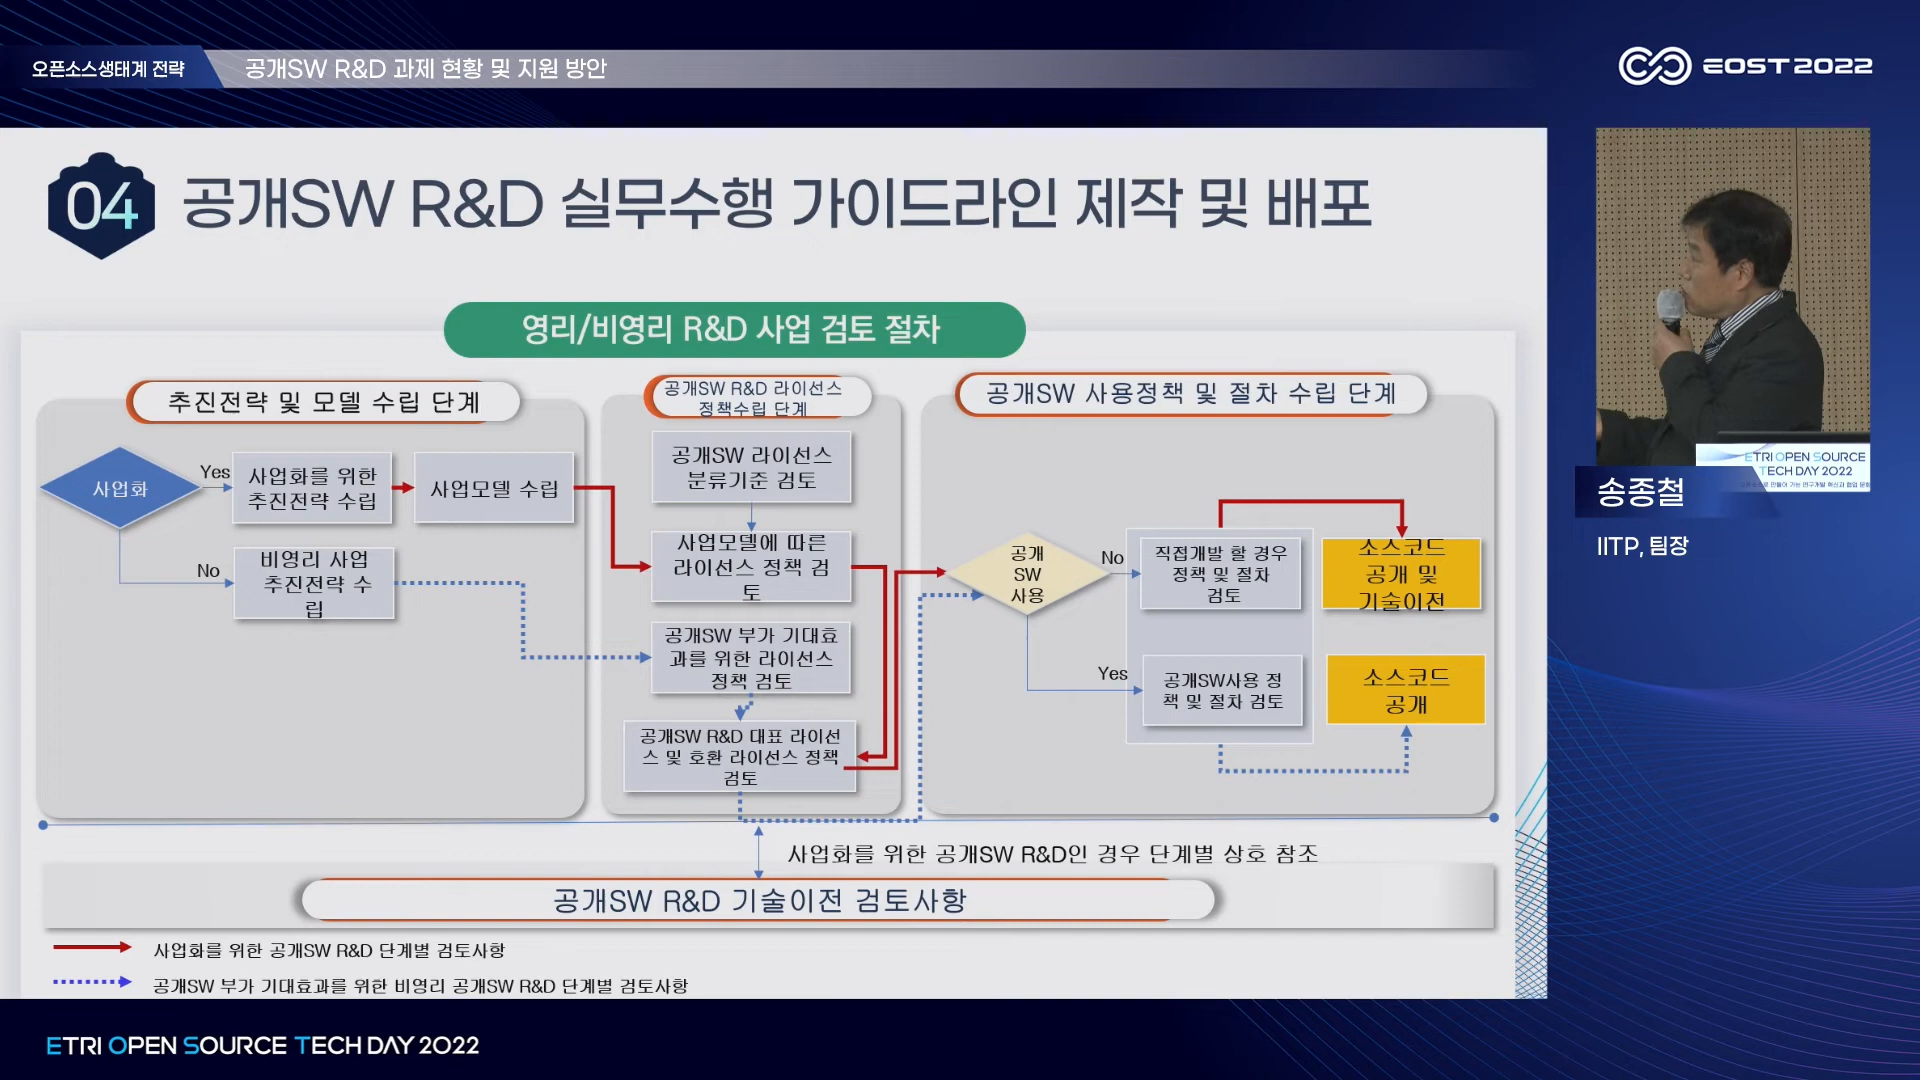 오픈소스생태계 전략
공개SW R&D 과제 현황 및 지원 방안
EOST2022
04
공개SW R&D 실무수행 가이드라인 제작 및 배포
영리/비영리 R&D 사업 검토 절차
추진전략 및 모델 수립 단계
사업화
Yes
사업화를 위한
추진전략 수립
사업모델 수립
No
비영리 사업
추진전략 수
립
공개SW R&D 라이선스
정책수립 단계
공개SW 라이선스
분류기준 검토
사업모델에 따른
라이선스 정책 검
토
공개SW 부가 기대효
과를 위한 라이선스
정책 검토
공개SW R&D 대표 라이선
스 및 호환 라이선스 정책
검토
공개SW 사용정책 및 절차 수립 단계
공개
SW
사용
No
직접개발 할 경우
정책 및 절차
검토
소스코드
공개 및
기술이전
Yes
공개SW사용 정
책 및 절차 검토
소스코드
공개
사업화를 위한 공개SW R&D인 경우 단계별 상호 참조
공개SW R&D 기술이전 검토사항
사업화를 위한 공개SW R&D 단계별 검토사항
공개SW 부가 기대효과를 위한 비영리 공개SW R&D 단계별 검토사항
ETRI OPEN SOURCE
TECH DAY 2022
만들어 가는 연구개발 혁신과 협업 문화
송종철
IITP, 팀장
ETRI OPEN SOURCE TECH DAY 2022